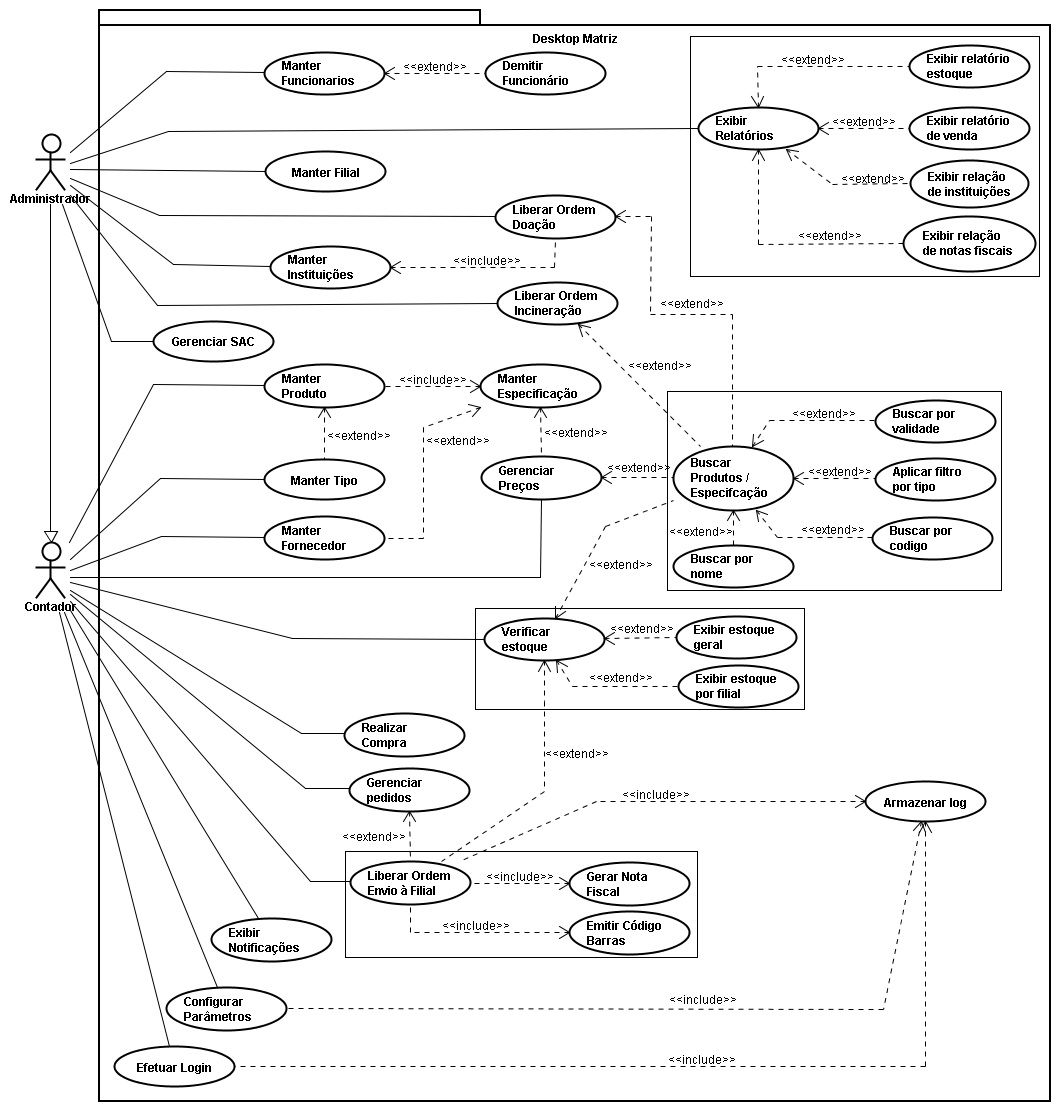 Desktop Matriz
Manter
Funcionarios
<<extend>>
Demitir
Funcionário
<<extend>>
Exibir relatório
estoque
Exibir
Relatórios
<<extend>>
Exibir relatório
de venda
<<extend>>
Exibir relação
de instituições
<<extend>>
Exibir relação
de notas fiscais
Administrador
Manter Filial
Liberar Ordem
Doação
Manter
Instituições
<<include>>
Liberar Ordem
Incineração
<<extend>>
Gerenciar SAC
<<extend>>
Manter
Produto
<<include>>
Manter
Especificação
<<extend>>
<<extend>>
<<extend>>
Manter Tipo
Gerenciar
Preços
<<extend>>
Buscar
Produtos /
Especifcação
<<extend>>
Buscar por
validade
<<extend>>
Aplicar filtro
por tipo
<<extend>>
Buscar por
codigo
<<extend>>
Buscar por
nome
Manter
Fornecedor
<<extend>>
Contador
Verificar
estoque
<<extend>>
Exibir estoque
geral
<<extend>>
Exibir estoque
por filial
Realizar
Compra
<<extend>>
Gerenciar
pedidos
<<include>>
Armazenar log
<<extend>>
Liberar Ordem
Envio à Filial
<<include>>
Gerar Nota
Fiscal
<<include>>
Emitir Código
Barras
Exibir
Notificações
Configurar
Parâmetros
<<include>>
Efetuar Login
<<include>>